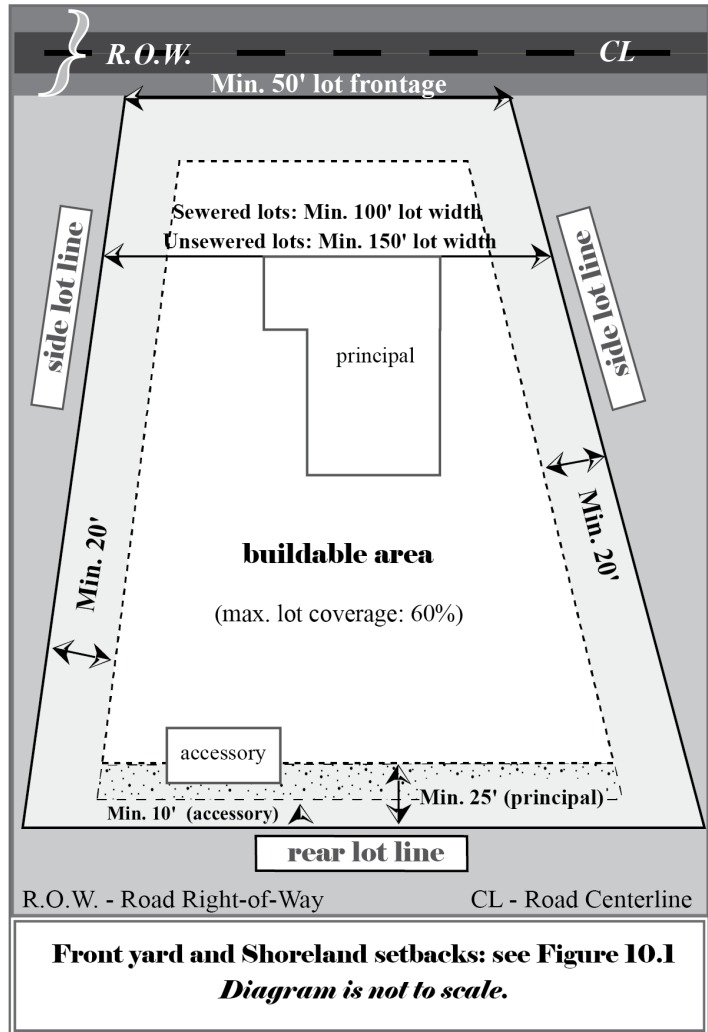 R.O.W.
CL
Min. 50' lot frontage
Sewered lots: Min. 100' lot width
Unsewered lots: Min. 150' lot width
side lot line
side lot line
principal
Min. 20'
Min. 20'
buildable area
(max. lot coverage: 60%)
accessory
Min. 25' (principal)
Min. 10' (accessory)
rear lot line
R.O.W. - Road Right-of-Way
CL - Road Centerline
Front yard and Shoreland setbacks: see Figure 10.1
Diagram is not to scale.